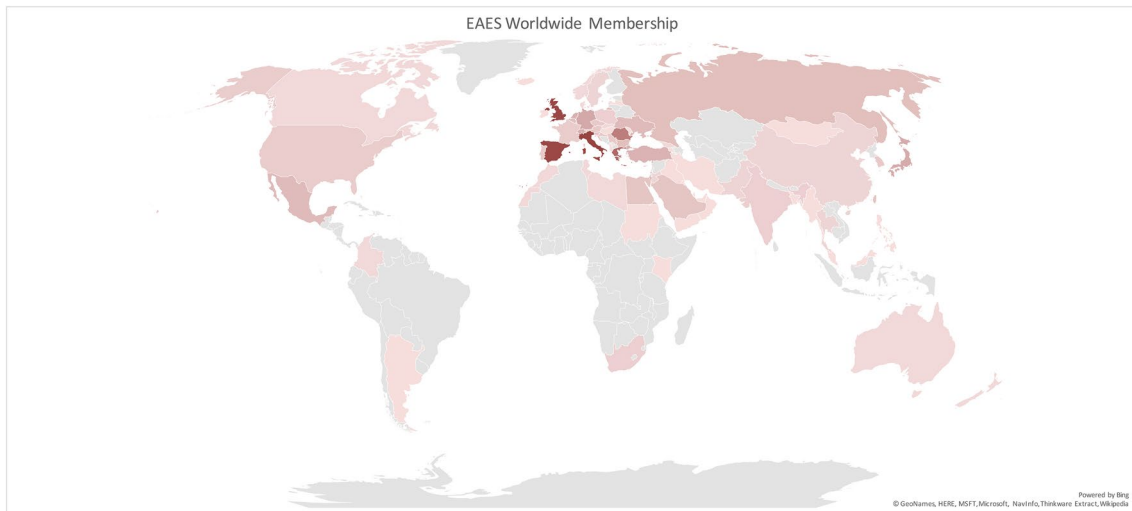 EAES Worldwide Membership
Powered by Bing
© GeoNames, HERE, MSFT, Microsoft, NavInfo, Thinkware Extract, Wikipedia